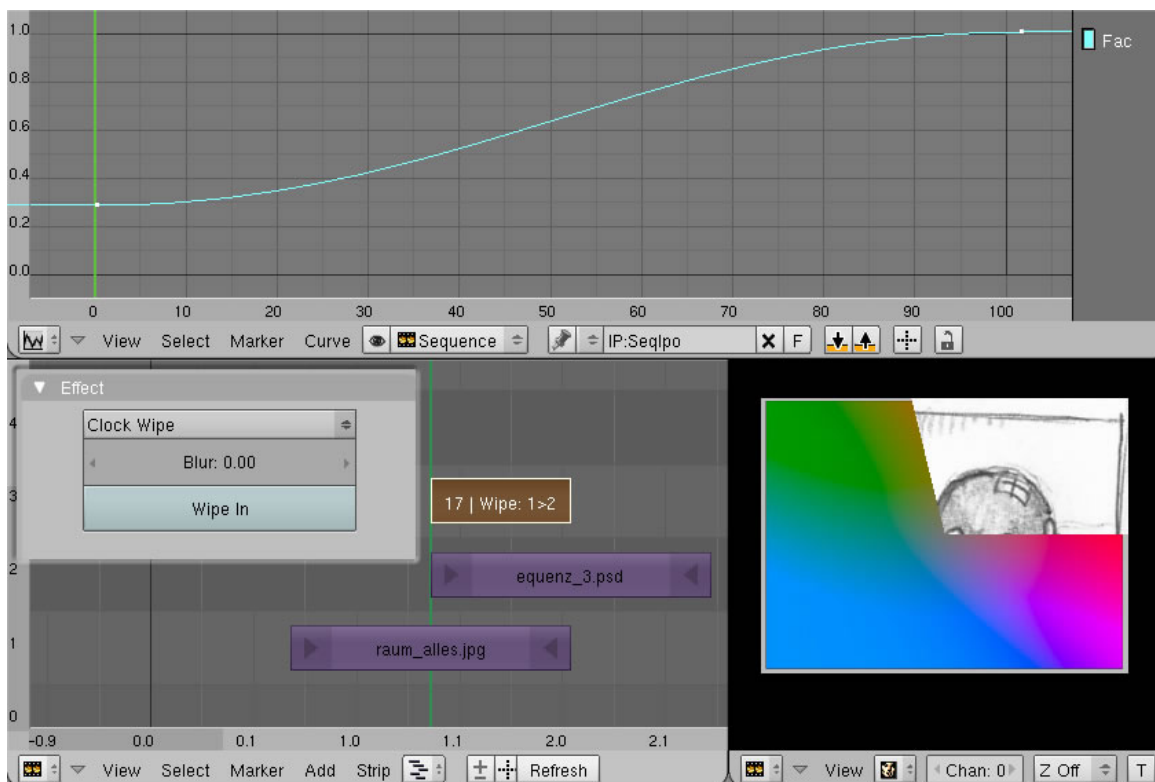 1.0
Fac
0.8
0.6
0.4
0.2
0.0
0 10 20 30 40 50 60 70 80 90 100
View Select Marker Curve Sequence IP:SeqIpo F
Effect
Clock Wipe
Blur: 0.00
Wipe In
4
3
17 | Wipe: 1>2
2
equenz_3.psd
1
raum_alles.jpg
0
-0.9 0.0 0.1 1.0 1.1 2.0 2.1
View Select Marker Add Strip Refresh
View Chan: 0 Z Off T